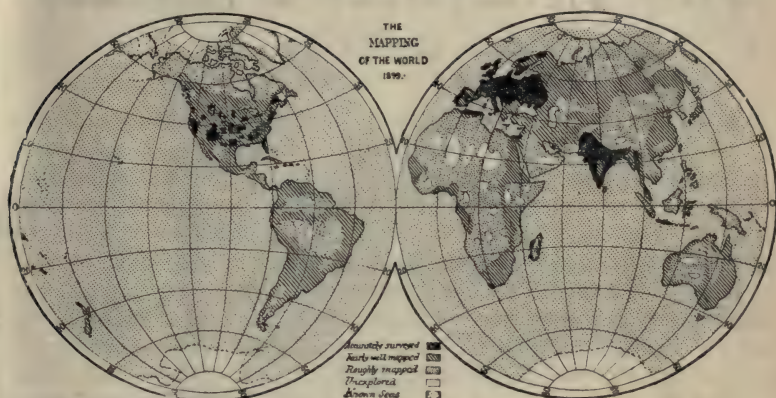 THE
MAPPING
OF THE WORLD
1899.
Accurately surveyed
Fairly well mapped
Roughly mapped
Unexplored
Known Seas